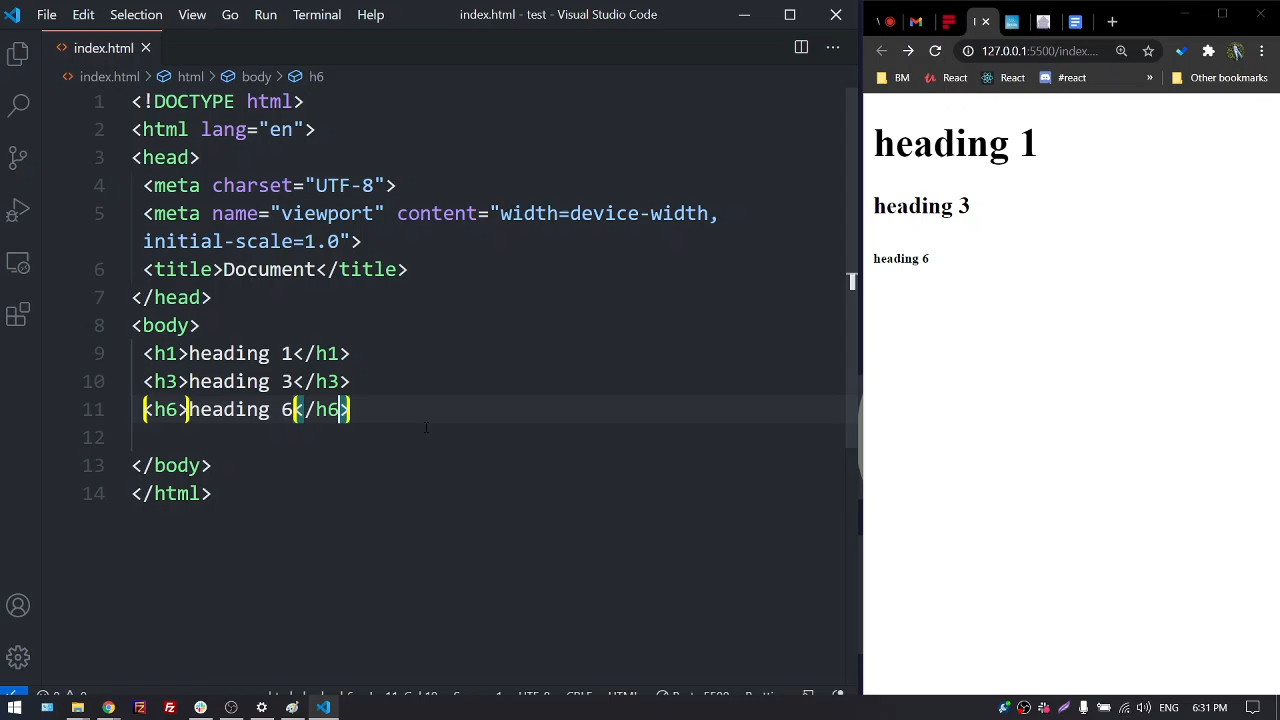 File Edit Selection View Go Run Terminal Help index.html - test - Visual Studio Code
index.html
index.html > html > body > h6
1 <!DOCTYPE html>
2 <html lang="en">
3 <head>
4 <meta charset="UTF-8">
5 <meta name="viewport" content="width=device-width,
initial-scale=1.0">
6 <title>Document</title>
7 </head>
8 <body>
9 <h1>heading 1</h1>
10 <h3>heading 3</h3>
11 <h6>heading 6</h6>
12
13 </body>
14 </html>
127.0.0.1:5500/index....
BM React React #react » Other bookmarks
heading 1
heading 3
heading 6
6:31 PM